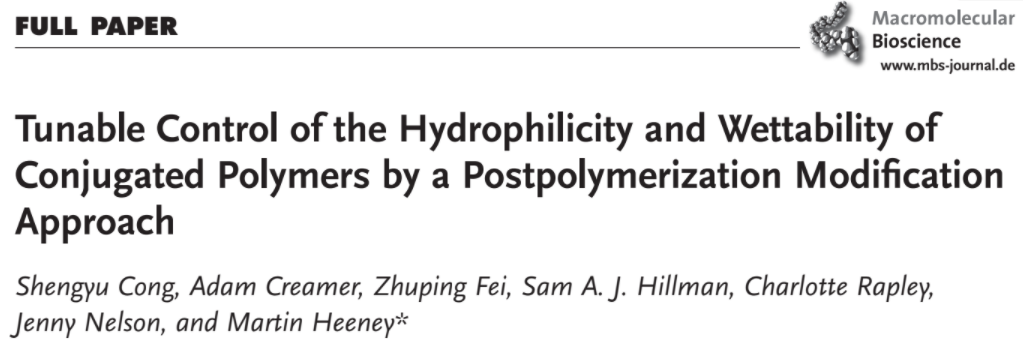 FULL PAPER
Macromolecular
Bioscience
www.mbs-journal.de
Tunable Control of the Hydrophilicity and Wettability of
Conjugated Polymers by a Postpolymerization Modification
Approach
Shengyu Cong, Adam Creamer, Zhuping Fei, Sam A. J. Hillman, Charlotte Rapley,
Jenny Nelson, and Martin Heeney*